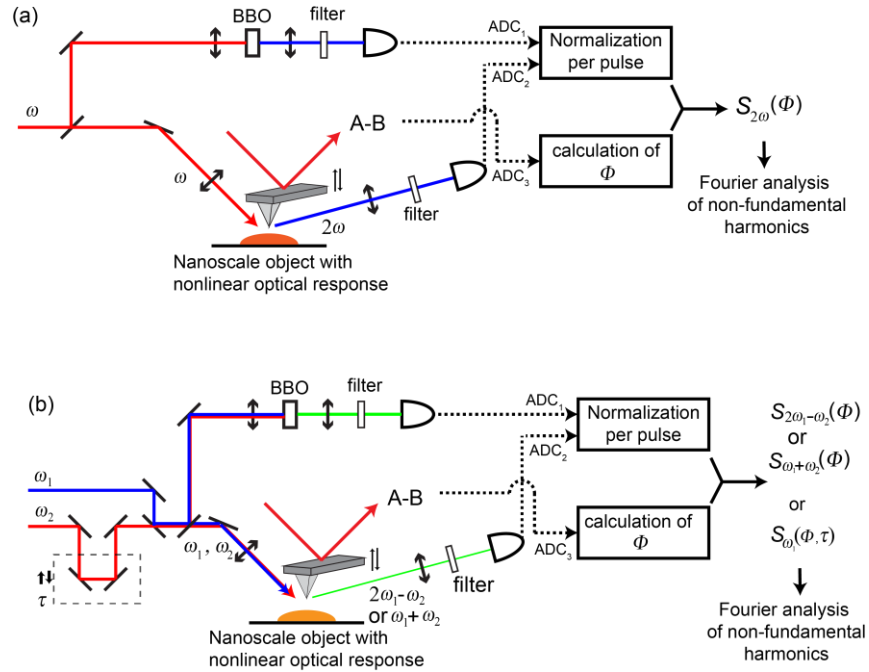 (a)
BBO
filter
ADC₁
Normalization
per pulse
ADC₂
ω
A-B
S₂ω(Φ)
calculation of
Φ
ADC₃
ω
filter
2ω
Fourier analysis
of non-fundamental
harmonics
Nanoscale object with
nonlinear optical response
(b)
BBO
filter
ADC₁
Normalization
per pulse
ADC₂
S₂ω₁₋ω₂(Φ)
or
Sω₁₊ω₂(Φ)
ω₁
A-B
ω₂
or
calculation of
Φ
ADC₃
Sω₁(Φ,τ)
ω₁, ω₂
filter
τ
2ω₁-ω₂
or ω₁+ω₂
Nanoscale object with
nonlinear optical response
Fourier analysis
of non-fundamental
harmonics